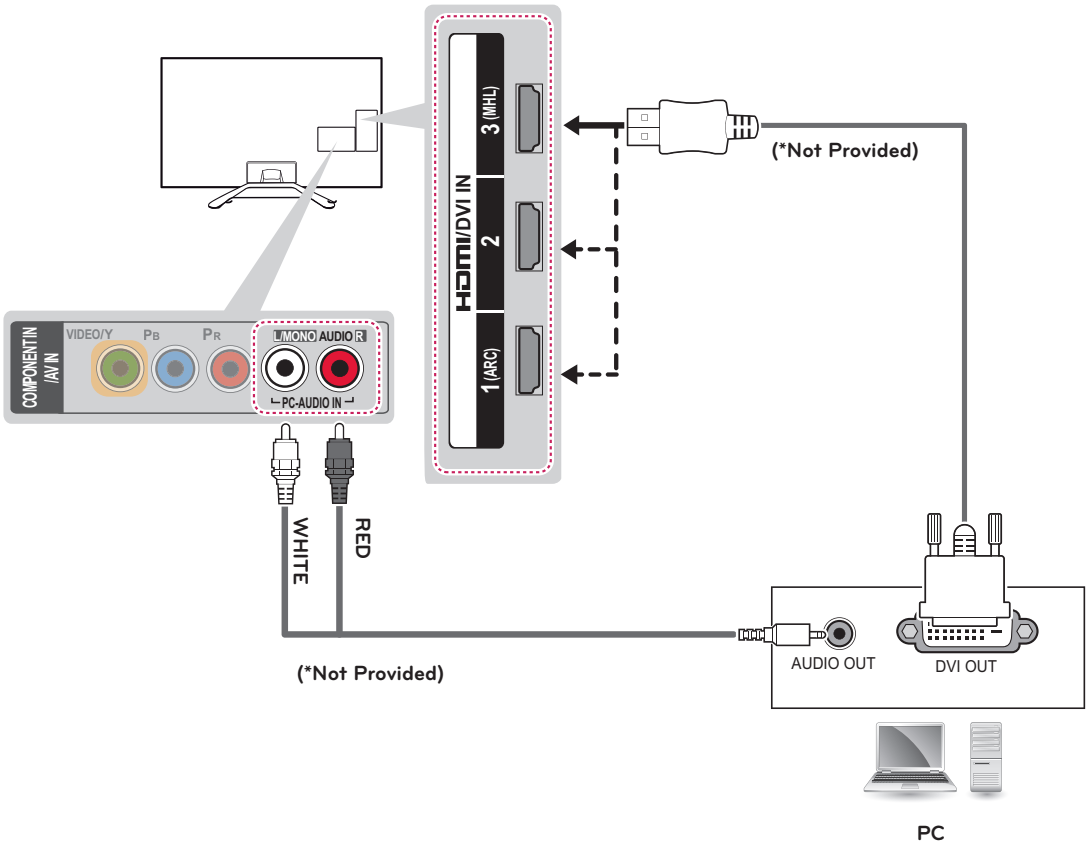 HDMI/DVI IN
3 (MHL)
2
1 (ARC)
(*Not Provided)
COMPONENT IN
/AV IN
VIDEO/Y
PB
PR
L/MONO AUDIO R
PC-AUDIO IN
WHITE
RED
(*Not Provided)
AUDIO OUT
DVI OUT
PC